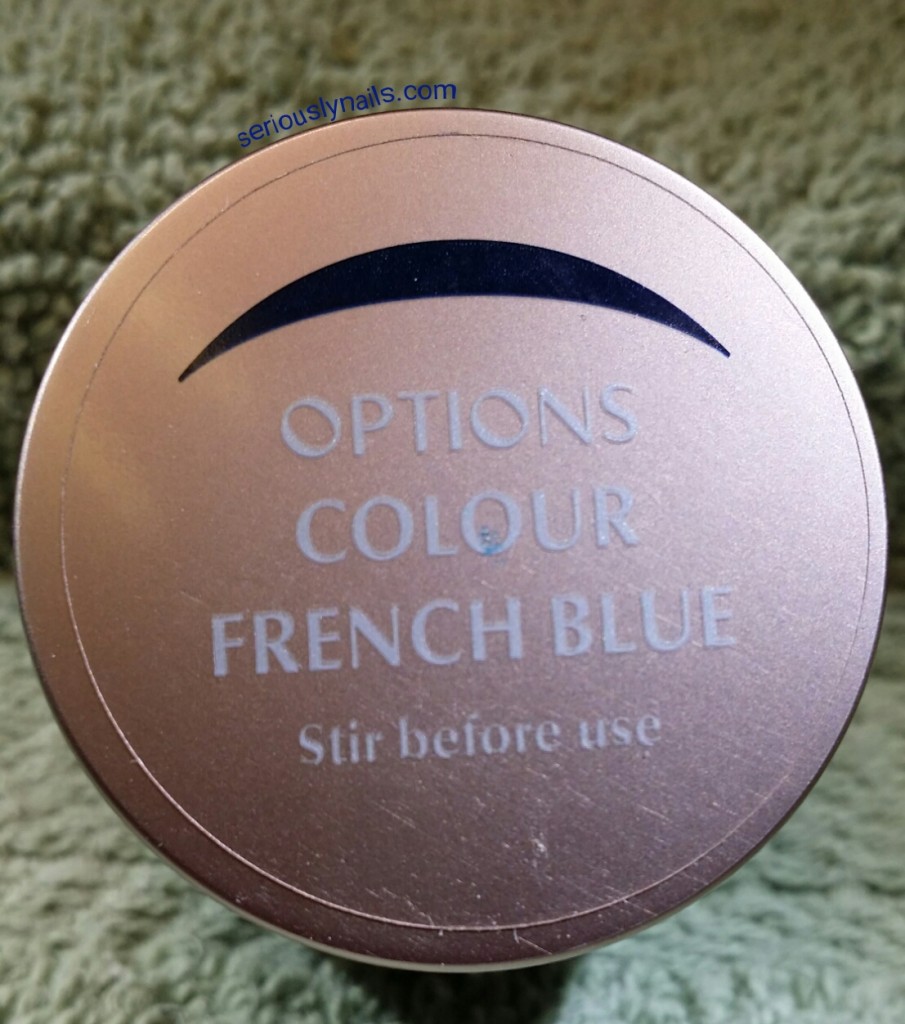 seriouslynails.com
OPTIONS
COLOUR
FRENCH BLUE
Stir before use